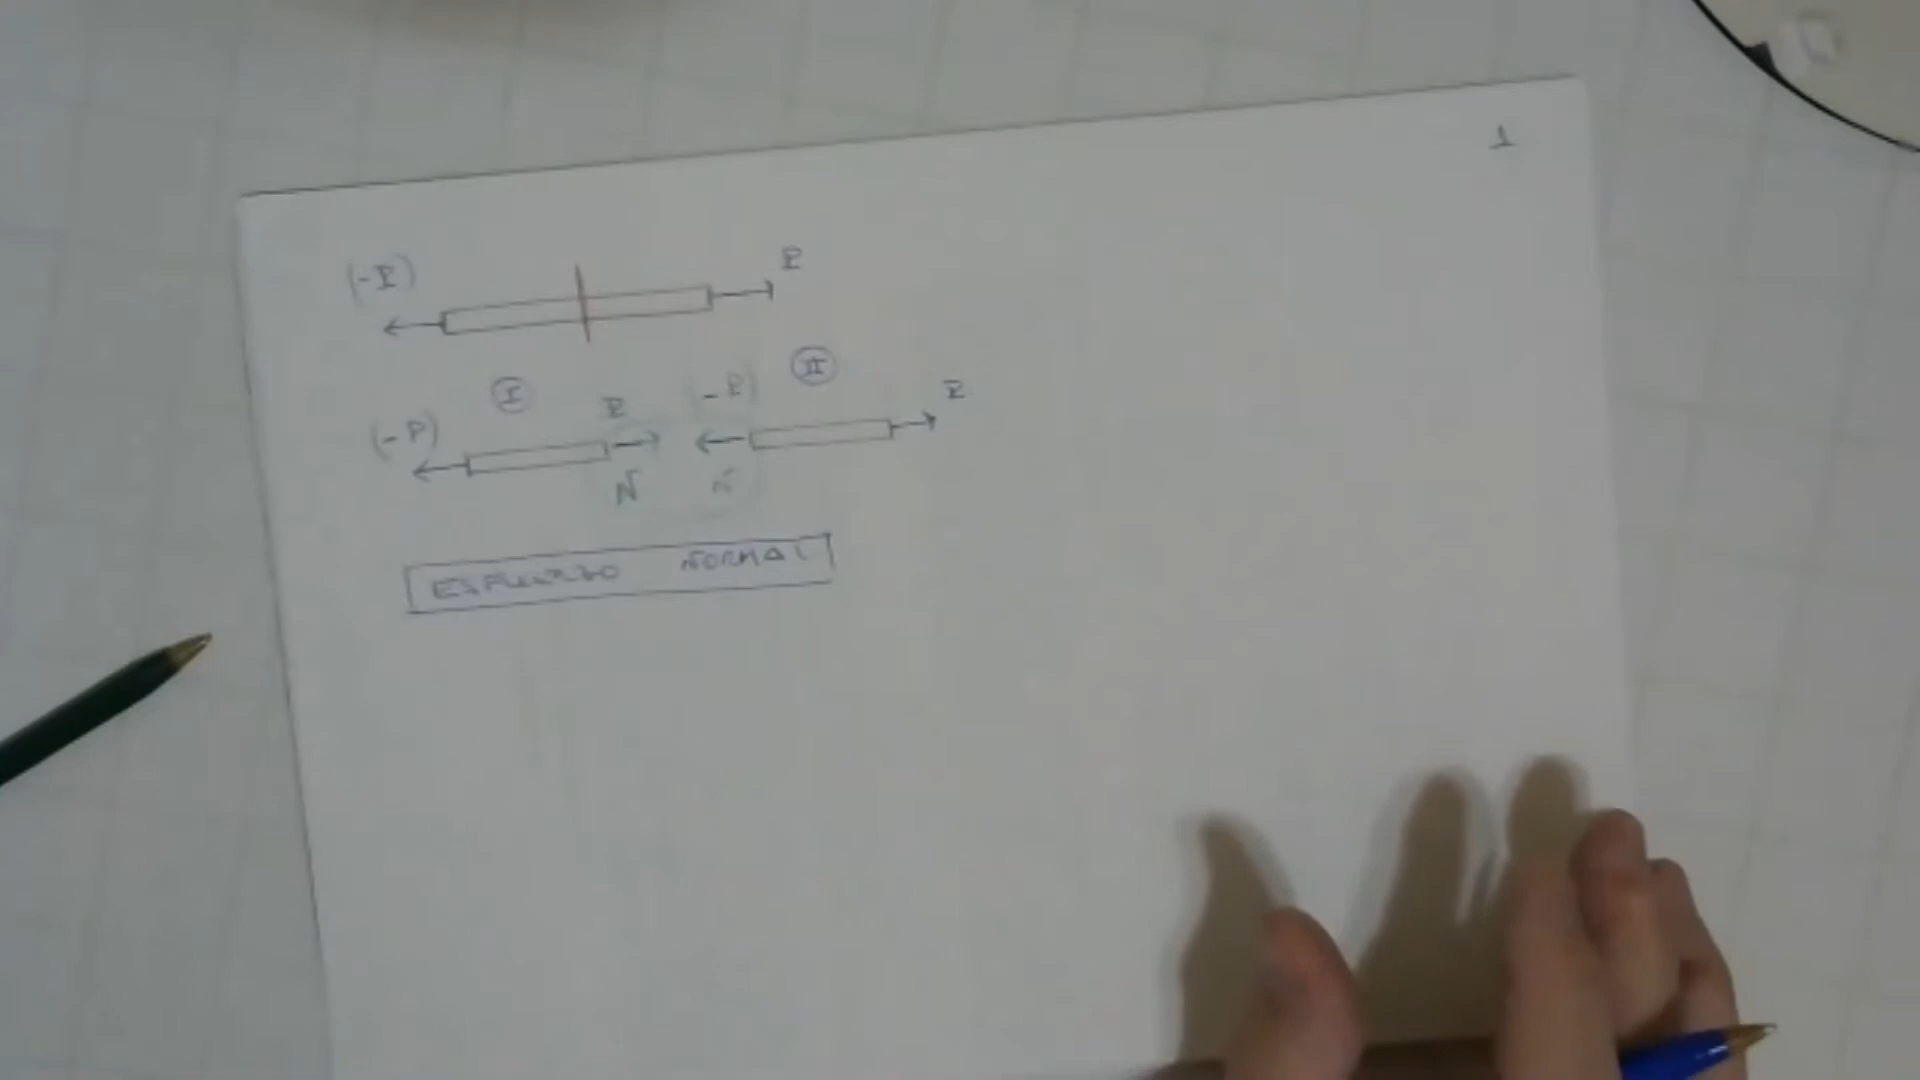 1
(-P) P
I II
(-P) P (-P) P
N N
ESFUERZO NORMAL